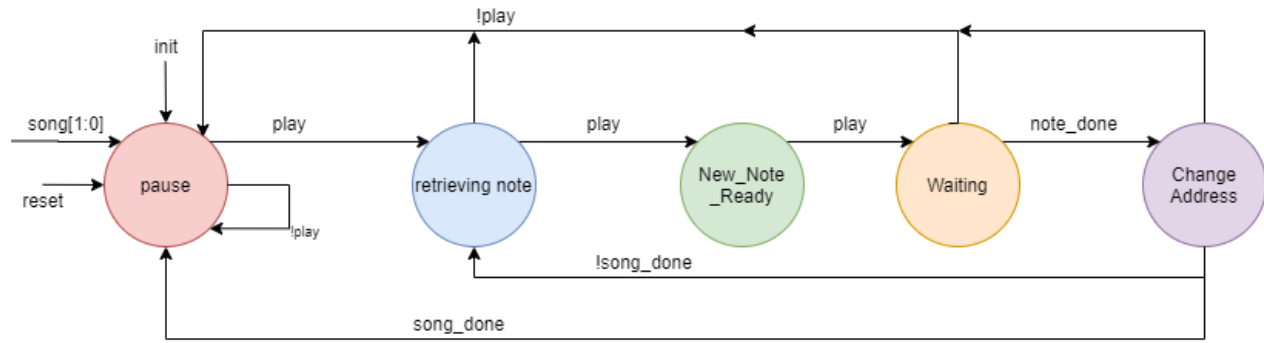 !play
init
song[1:0]
play
play
play
note_done
pause
retrieving note
New_Note
_Ready
Waiting
Change
Address
reset
!play
!song_done
song_done